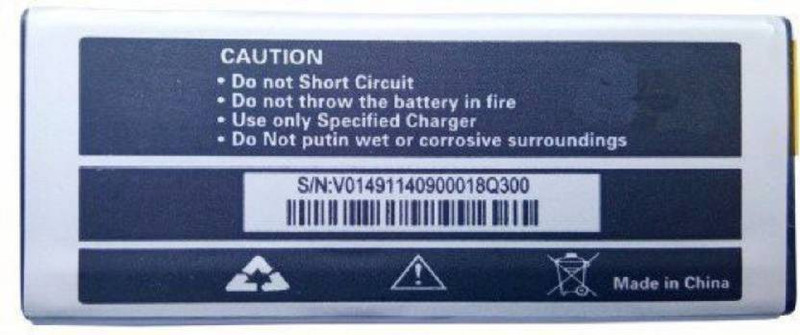 CAUTION
• Do not Short Circuit
• Do not throw the battery in fire
• Use only Specified Charger
• Do Not putin wet or corrosive surroundings
S/N:V01491140900018Q300
Made in China